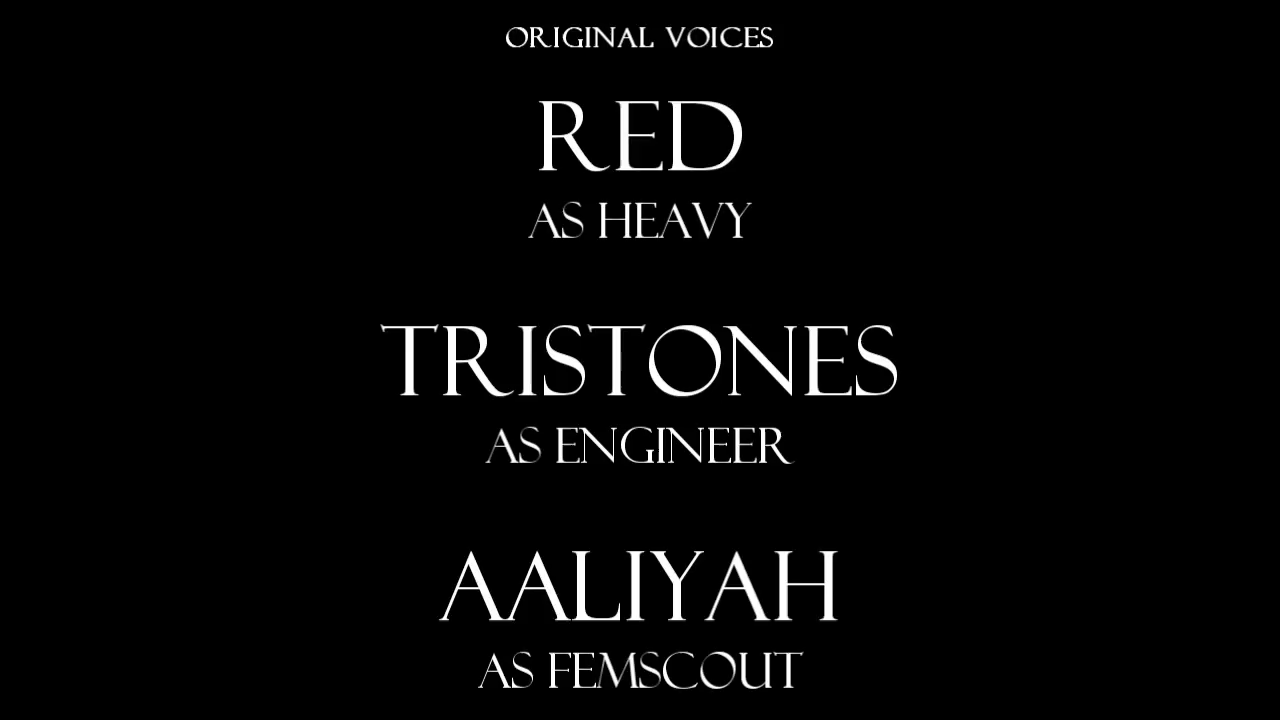 ORIGINAL VOICES
RED
AS HEAVY
TRISTONES
AS ENGINEER
AALIYAH
AS FEMSCOUT